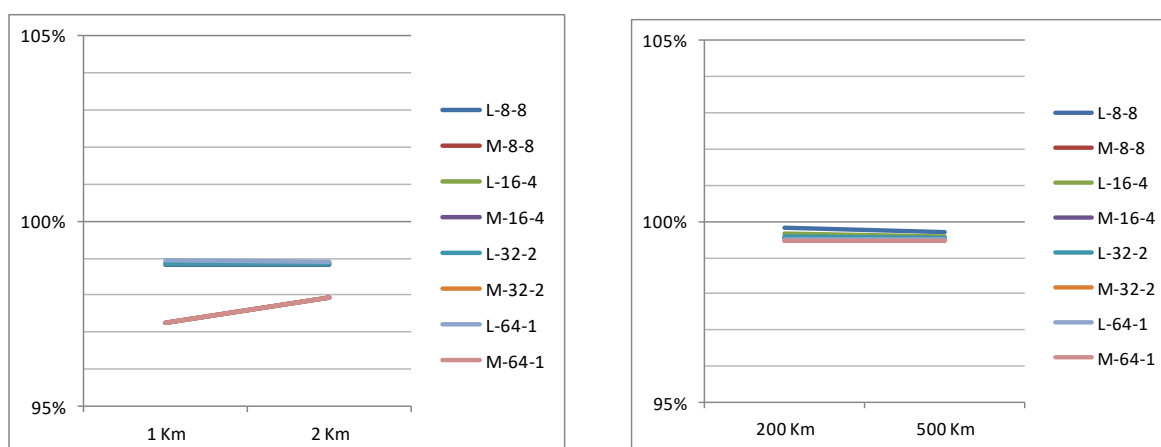 105%
100%
95%
1 Km
2 Km
L-8-8
M-8-8
L-16-4
M-16-4
L-32-2
M-32-2
L-64-1
M-64-1
105%
100%
95%
200 Km
500 Km
L-8-8
M-8-8
L-16-4
M-16-4
L-32-2
M-32-2
L-64-1
M-64-1